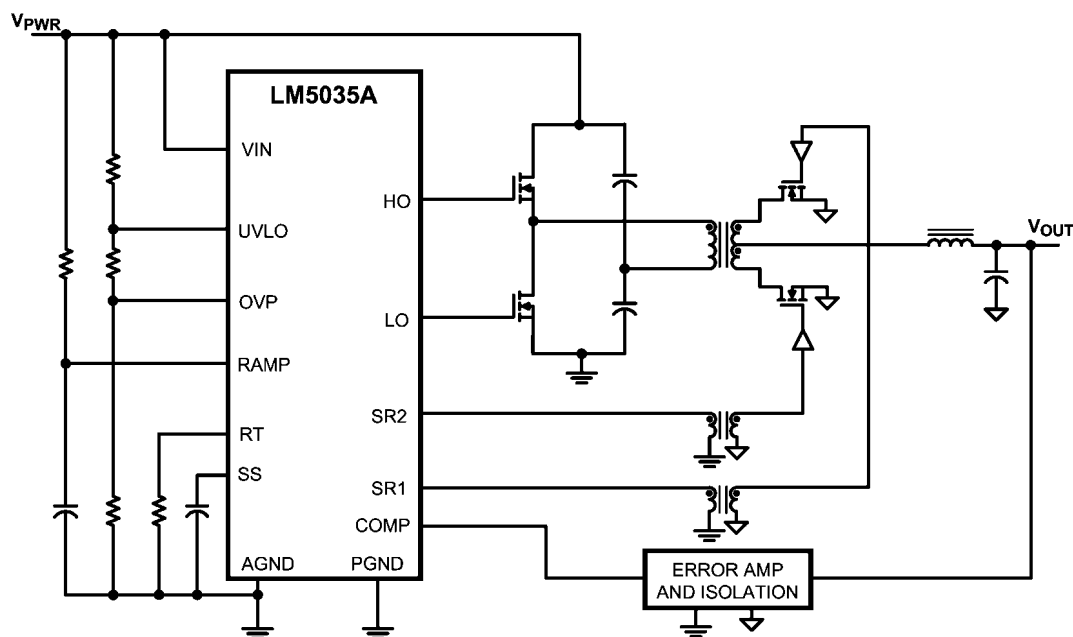 VPWR
LM5035A
VIN
HO
UVLO
VOUT
OVP
LO
RAMP
SR2
RT
SS
SR1
COMP
AGND
PGND
ERROR AMP
AND ISOLATION